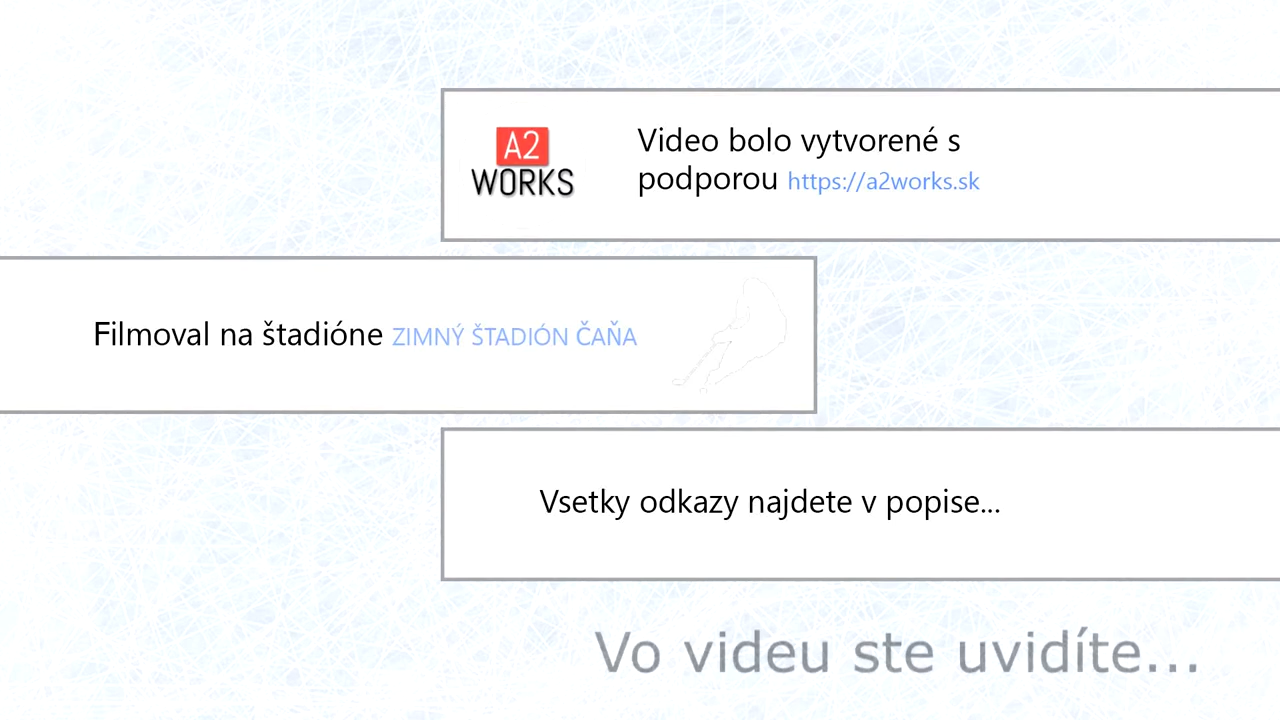 A2
WORKS
Video bolo vytvorené s
podporou https://a2works.sk
Filmoval na štadióne ZIMNÝ ŠTADIÓN ČAŇA
Vsetky odkazy najdete v popise...
Vo videu ste uvidíte...